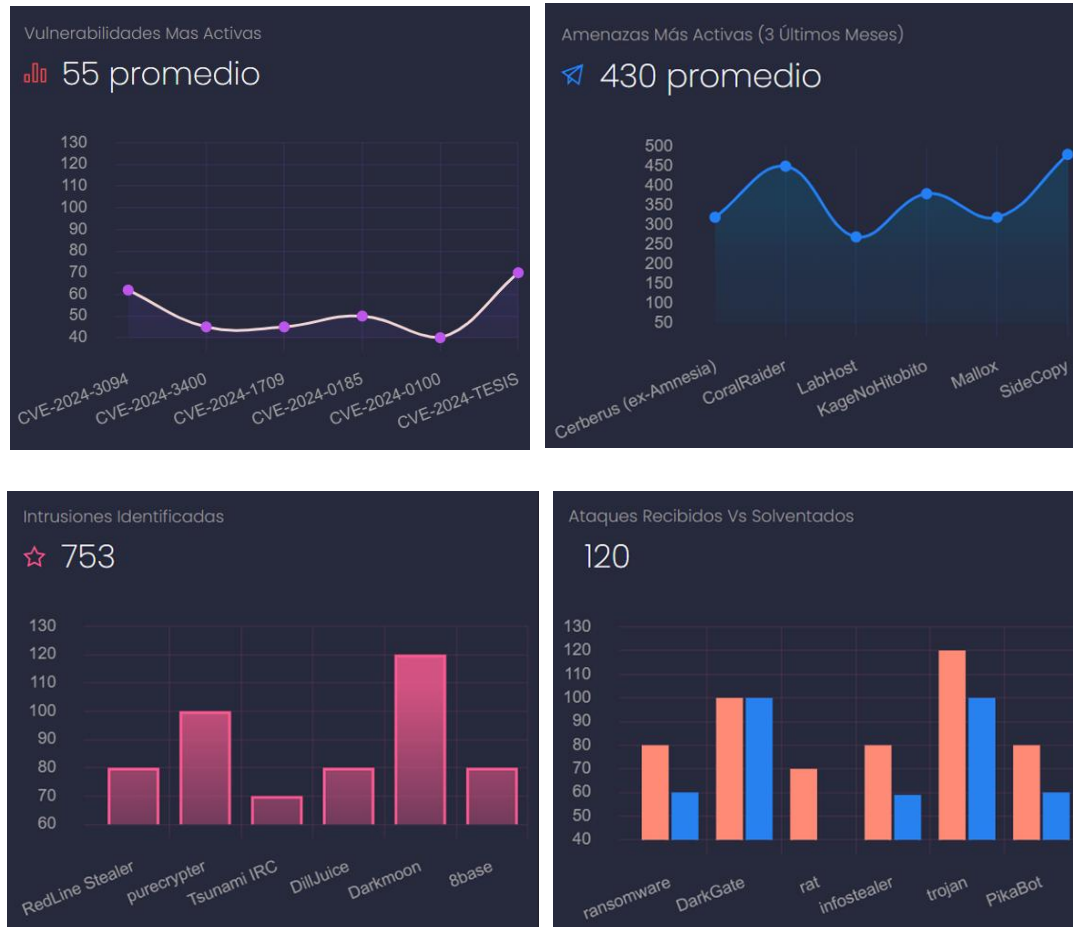 Vulnerabilidades Mas Activas
55 promedio
130
120
110
100
90
80
70
60
50
40
CVE-2024-3094
CVE-2024-3400
CVE-2024-1709
CVE-2024-0185
CVE-2024-0100
CVE-2024-TESIS
Amenazas Más Activas (3 Últimos Meses)
430 promedio
500
450
400
350
300
250
200
150
100
50
Cerberus (ex-Amnesia)
CoralRaider
LabHost
KageNoHitobito
Mallox
SideCopy
Intrusiones Identificadas
753
130
120
110
100
90
80
70
60
RedLine Stealer
purecrypter
Tsunami IRC
DillJuice
Darkmoon
8base
Ataques Recibidos Vs Solventados
120
130
120
110
100
90
80
70
60
50
40
ransomware
DarkGate
rat
infostealer
trojan
PikaBot